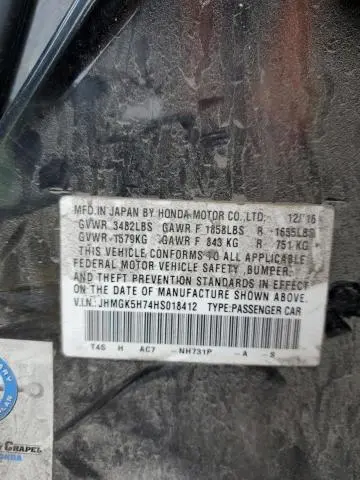 MFD. IN JAPAN BY HONDA MOTOR CO., LTD. 12/'16
GVWR 3482LBS GAWR F 1858LBS R 1655LBS
GVWR 1579KG GAWR F 843 KG R 751 KG
THIS VEHICLE CONFORMS TO ALL APPLICABLE
FEDERAL MOTOR VEHICLE SAFETY, BUMPER,
AND THEFT PREVENTION STANDARDS IN EFFECT
ON THE DATE OF MANUFACTURE SHOWN ABOVE.
V.I.N.: JHMGK5H74HS018412 TYPE:PASSENGER CAR
T4S H AC7 NH731P - A - S
CHAPEL
HONDA